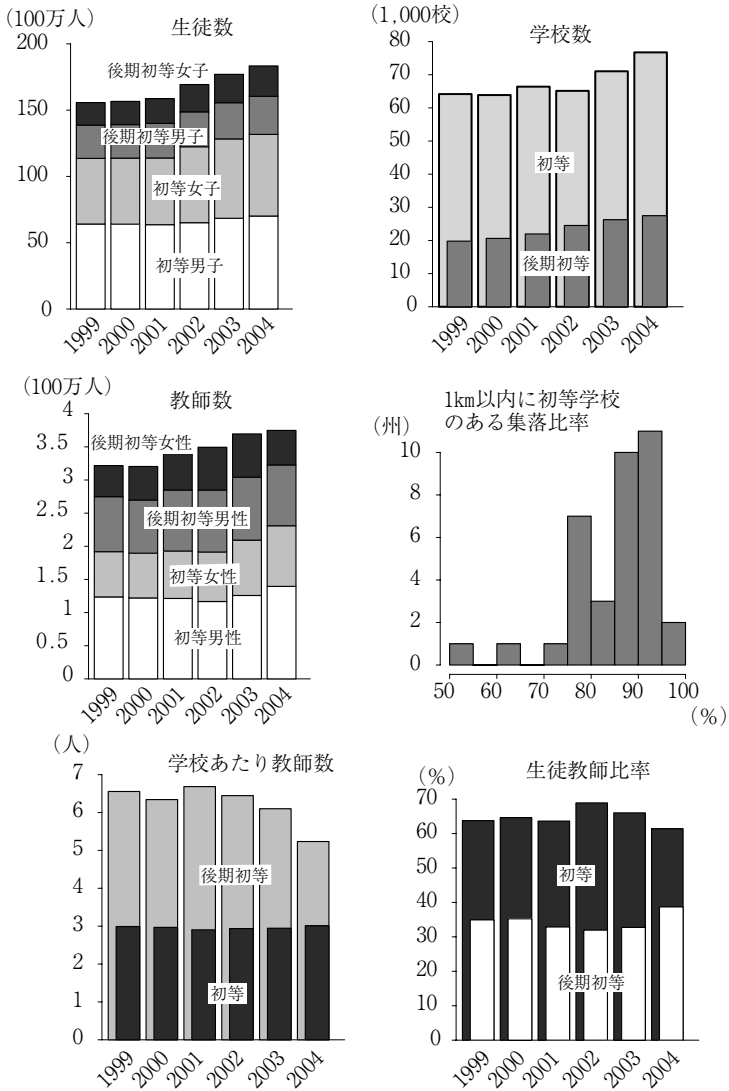 (100万人)
生徒数
200
150
100
50
0
後期初等女子
後期初等男子
初等女子
初等男子
1999
2000
2001
2002
2003
2004
(1,000校)
学校数
80
70
60
50
40
30
20
10
0
初等
後期初等
1999
2000
2001
2002
2003
2004
(100万人)
教師数
4
3.5
3
2.5
2
1.5
1
0.5
0
後期初等女性
後期初等男性
初等女性
初等男性
1999
2000
2001
2002
2003
2004
1km以内に初等学校
のある集落比率
(州)
10
8
6
4
2
0
50 60 70 80 90 100
(%)
(人)
学校あたり教師数
7
6
5
4
3
2
1
0
後期初等
初等
1999
2000
2001
2002
2003
2004
(%)
生徒教師比率
70
60
50
40
30
20
10
0
初等
後期初等
1999
2000
2001
2002
2003
2004